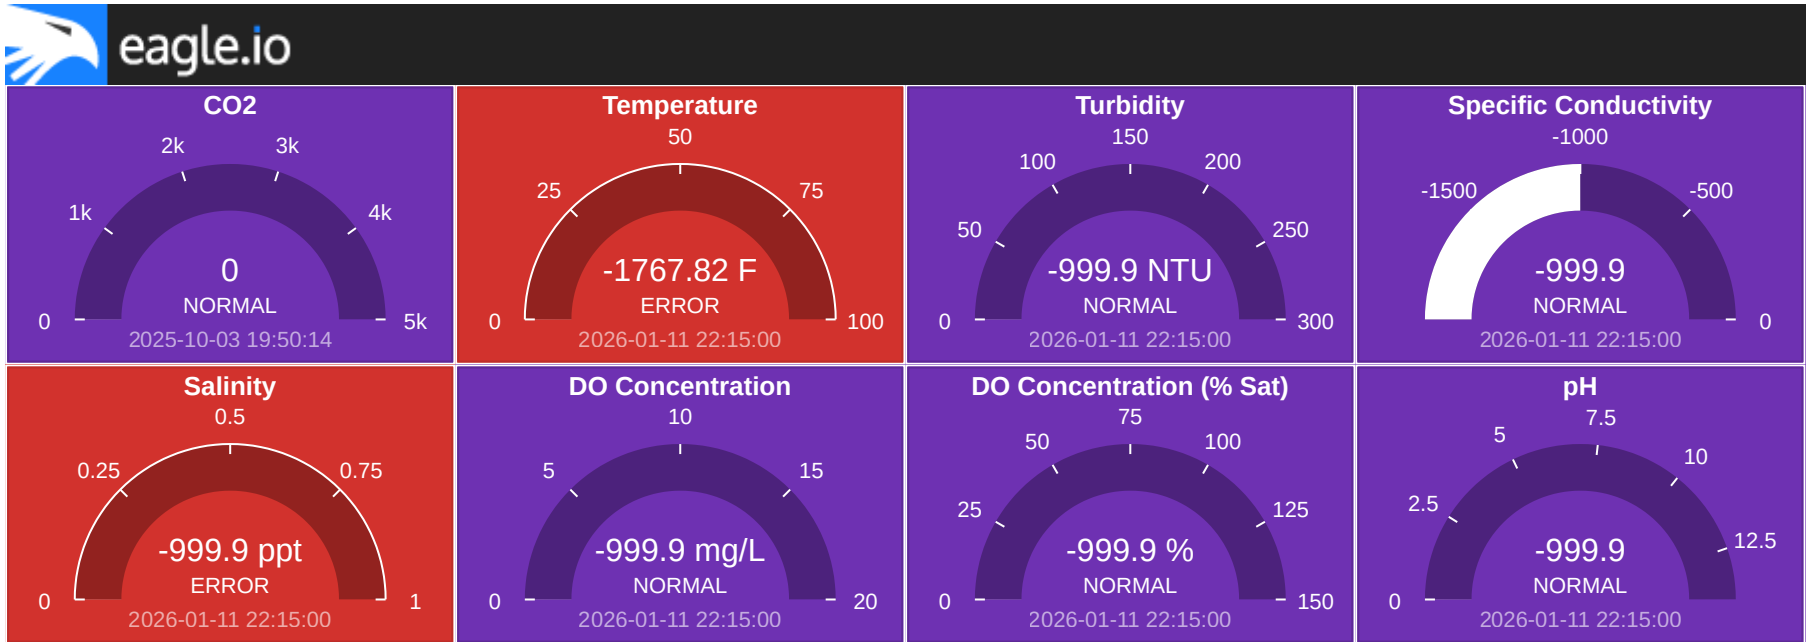 eagle.io
CO2
2k
3k
1k
4k
0
NORMAL
0
5k
2025-10-03 19:50:14
Temperature
50
25
75
-1767.82 F
ERROR
0
100
2026-01-11 22:15:00
Turbidity
150
100
200
50
250
-999.9 NTU
NORMAL
0
300
2026-01-11 22:15:00
Specific Conductivity
-1000
-1500
-500
-999.9
NORMAL
0
2026-01-11 22:15:00
Salinity
0.5
0.25
0.75
-999.9 ppt
ERROR
0
1
2026-01-11 22:15:00
DO Concentration
10
5
15
-999.9 mg/L
NORMAL
0
20
2026-01-11 22:15:00
DO Concentration (% Sat)
75
50
100
25
125
-999.9 %
NORMAL
0
150
2026-01-11 22:15:00
pH
7.5
5
10
2.5
12.5
-999.9
NORMAL
0
2026-01-11 22:15:00